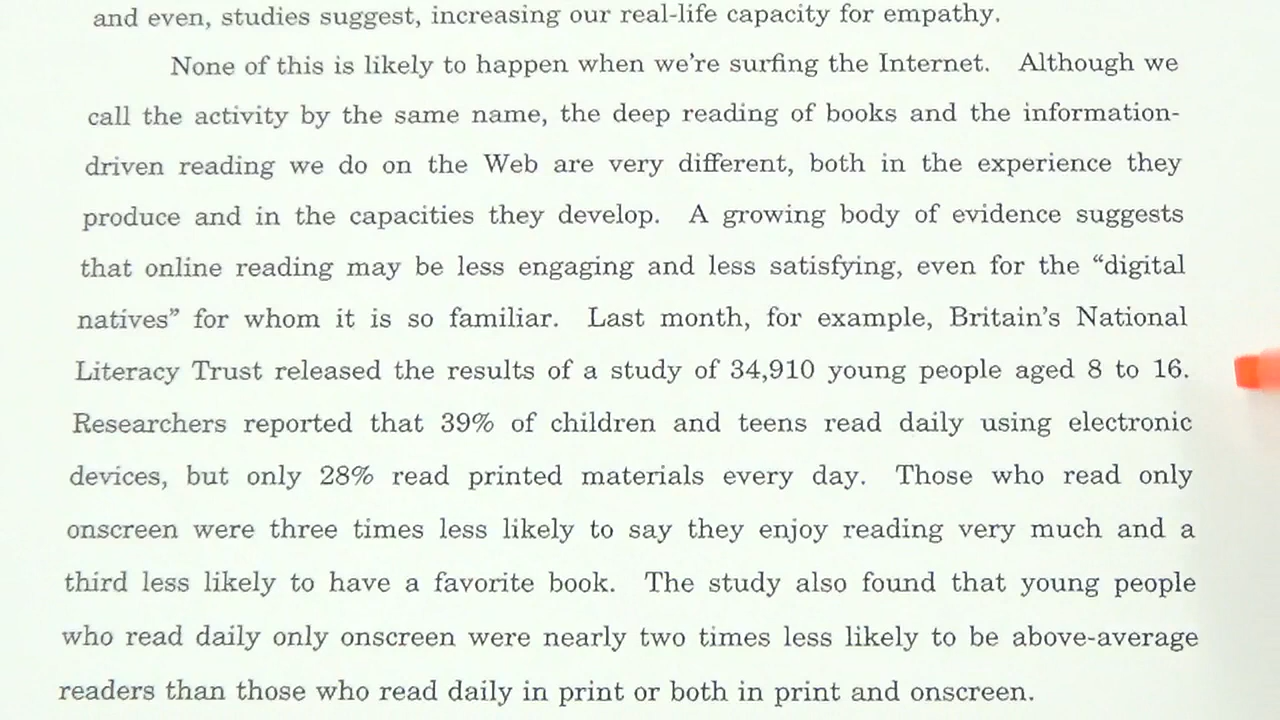 and even, studies suggest, increasing our real-life capacity for empathy.
None of this is likely to happen when we're surfing the Internet. Although we
call the activity by the same name, the deep reading of books and the information-
driven reading we do on the Web are very different, both in the experience they
produce and in the capacities they develop. A growing body of evidence suggests
that online reading may be less engaging and less satisfying, even for the “digital
natives” for whom it is so familiar. Last month, for example, Britain's National
Literacy Trust released the results of a study of 34,910 young people aged 8 to 16.
Researchers reported that 39% of children and teens read daily using electronic
devices, but only 28% read printed materials every day. Those who read only
onscreen were three times less likely to say they enjoy reading very much and a
third less likely to have a favorite book. The study also found that young people
who read daily only onscreen were nearly two times less likely to be above-average
readers than those who read daily in print or both in print and onscreen.